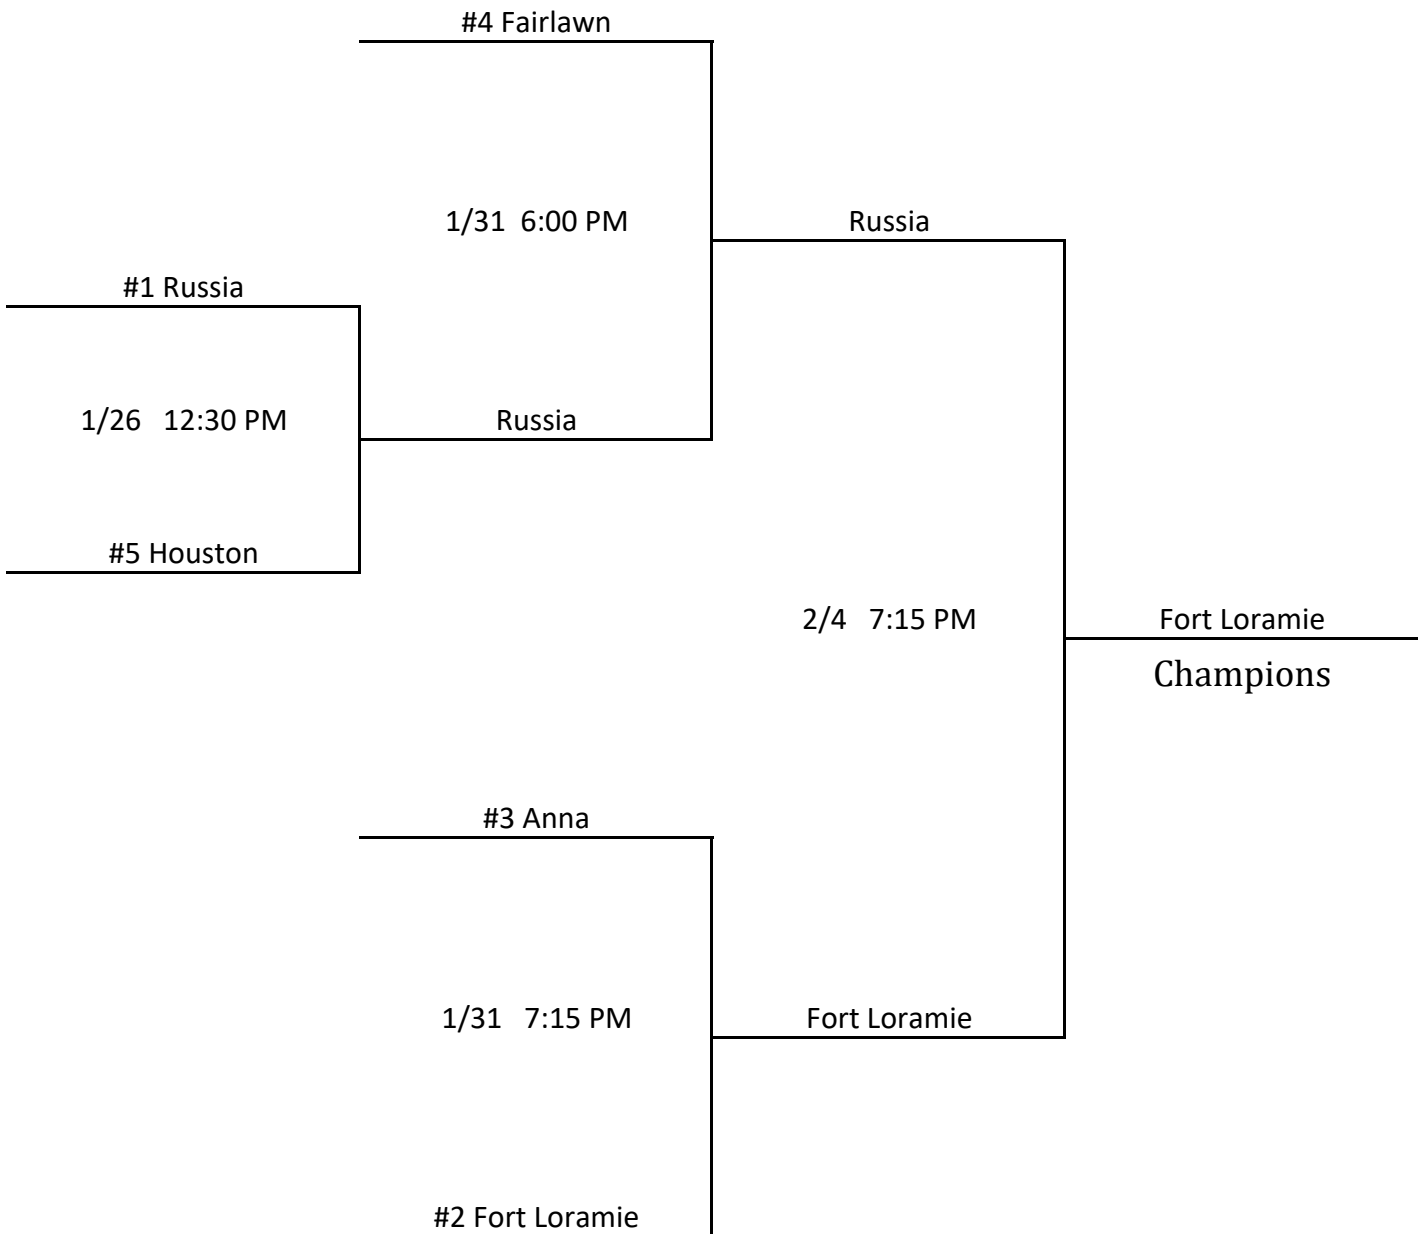 #4 Fairlawn
1/31 6:00 PM
Russia
#1 Russia
1/26 12:30 PM
Russia
#5 Houston
2/4 7:15 PM
Fort Loramie
Champions
#3 Anna
1/31 7:15 PM
Fort Loramie
#2 Fort Loramie